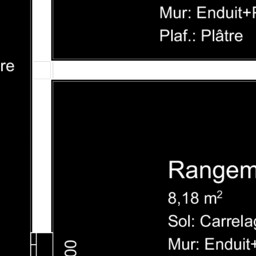 Mur: Enduit+
Plaf.: Plâtre
re
Rangem
8,18 m²
Sol: Carrelag
Mur: Enduit+
00